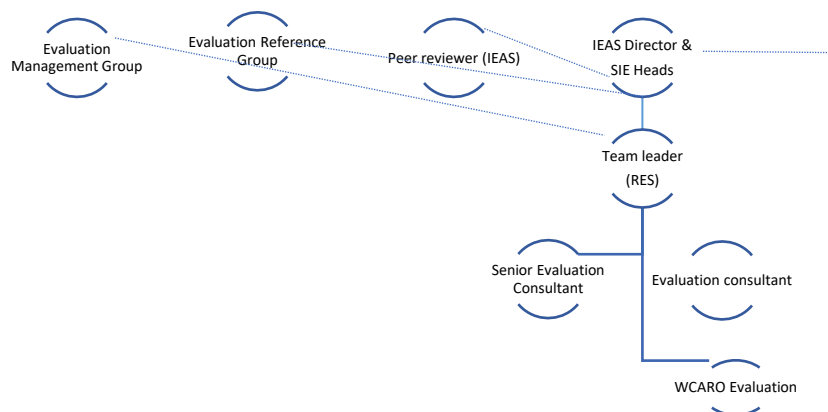 Evaluation
Management Group
Evaluation Reference
Group
Peer reviewer (IEAS)
IEAS Director &
SIE Heads
Team leader
(RES)
Senior Evaluation
Consultant
Evaluation consultant
WCARO Evaluation